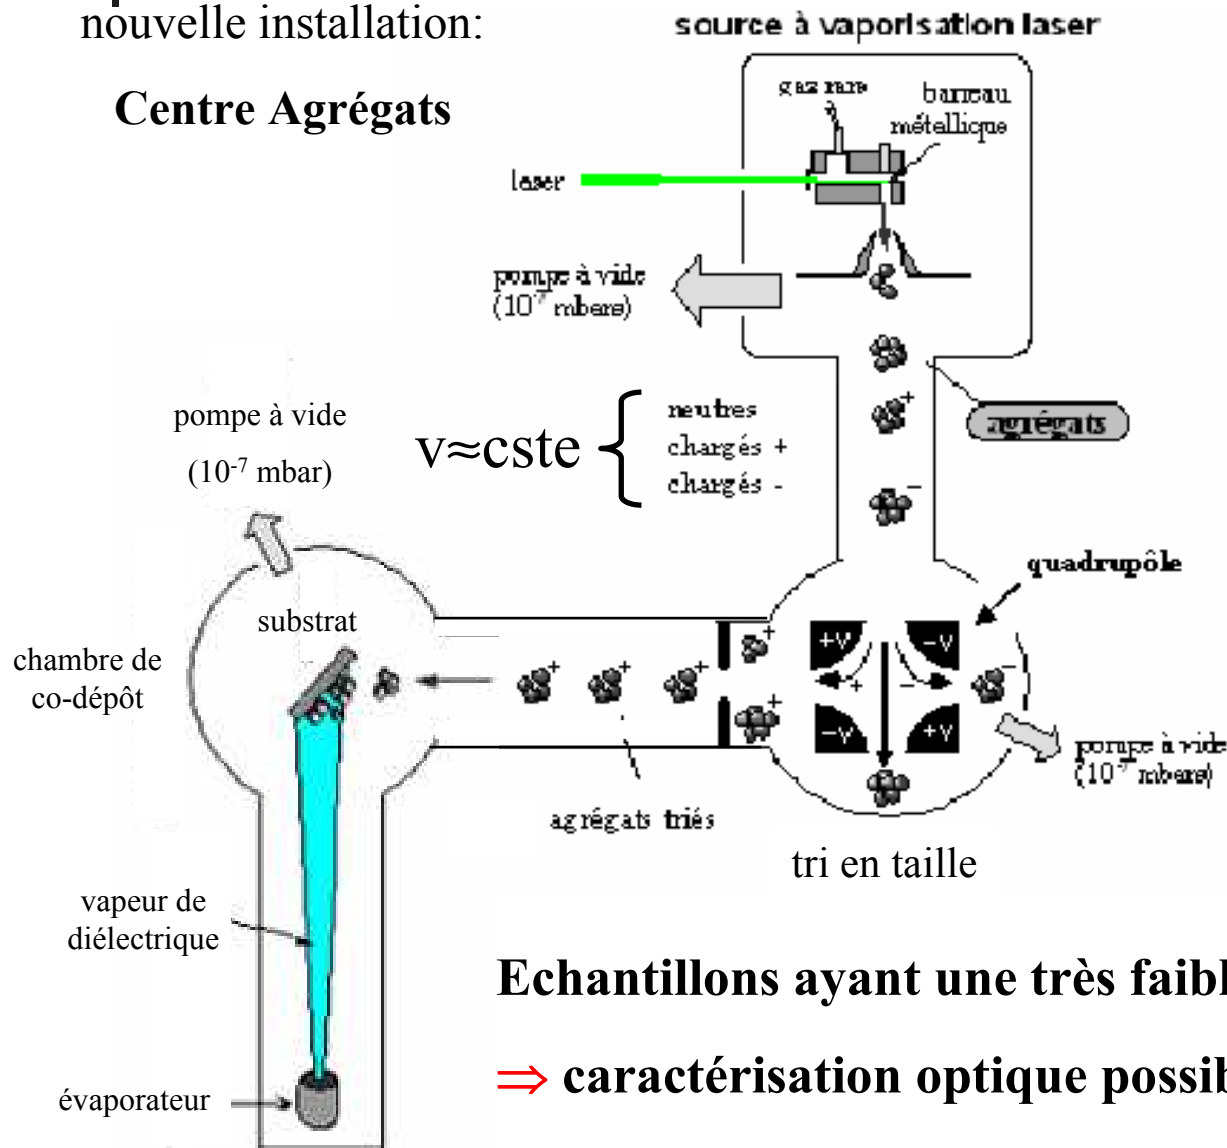 nouvelle installation:
Centre Agrégats
source à vaporisation laser
gaz rare
barreau
métallique
laser
pompe à vide
(10⁻⁷ mbars)
agrégats
pompe à vide
(10⁻⁷ mbar)
v≈cste
neutres
chargés +
chargés -
+
-
quadrupôle
substrat
chambre de
co-dépôt
+ + + +
+V -V
+ -
-V +V
-
+
pompe à vide
(10⁻⁷ mbars)
agrégats triés
tri en taille
vapeur de
diélectrique
évaporateur
Echantillons ayant une très faibl
⇒ caractérisation optique possib